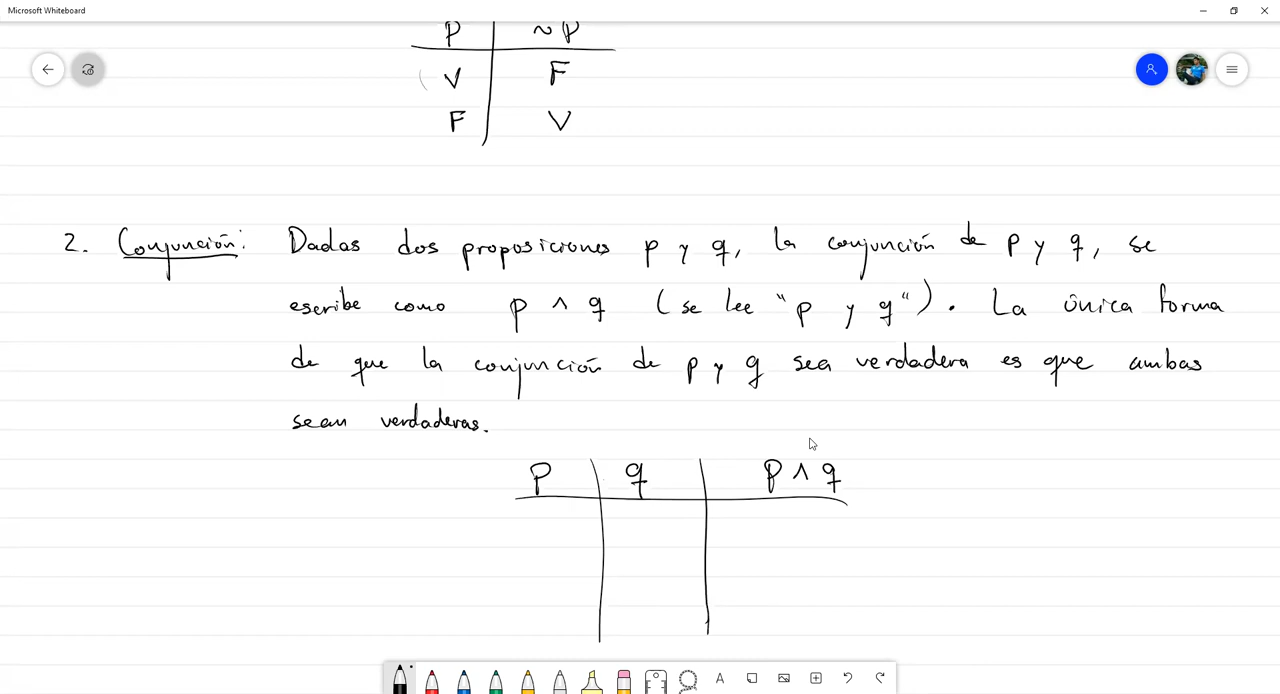 Microsoft Whiteboard
p ~p
V F
F V
2. Conjunción: Dadas dos proposiciones p y q, la conjunción de p y q, se
escribe como p ∧ q (se lee "p y q"). La única forma
de que la conjunción de p y q sea verdadera es que ambas
sean verdaderas.
p q p ∧ q